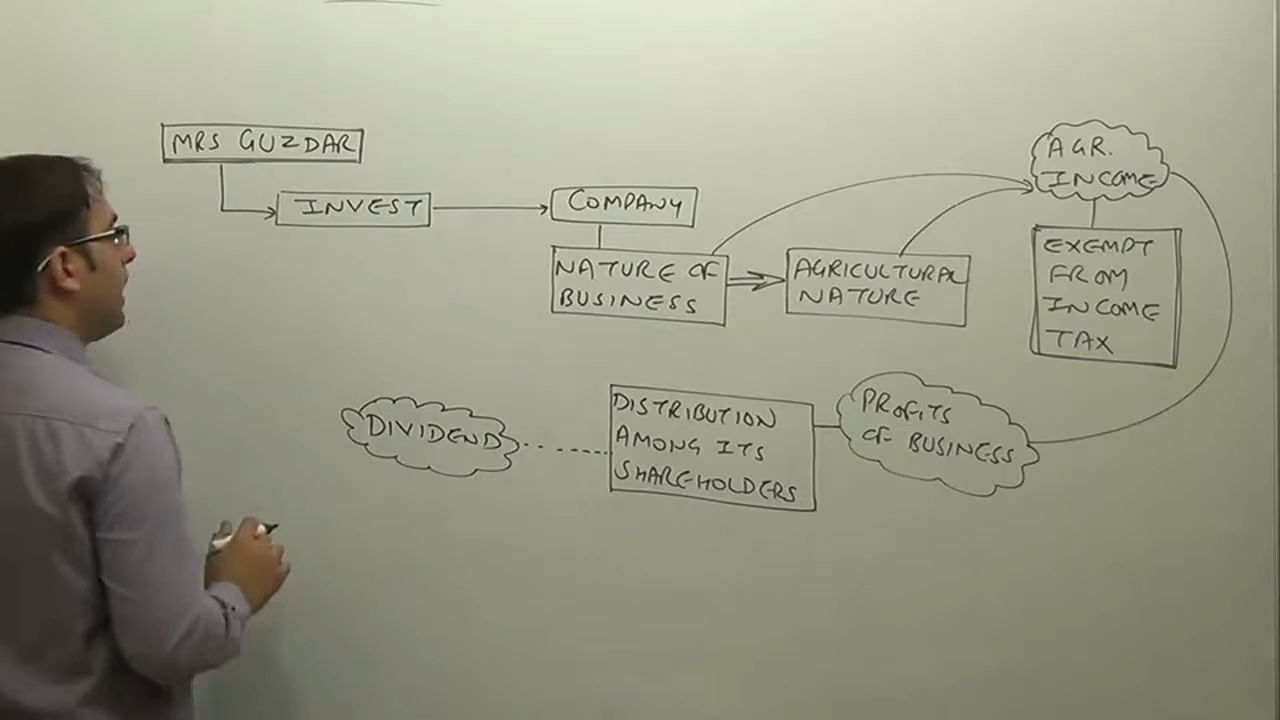 MRS GUZDAR
INVEST
COMPANY
NATURE OF
BUSINESS
AGRICULTURAL
NATURE
AGR.
INCOME
EXEMPT
FROM
INCOME
TAX
PROFITS
OF BUSINESS
DISTRIBUTION
AMONG ITS
SHAREHOLDERS
DIVIDEND